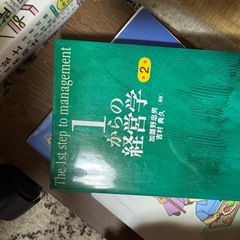 The 1st step to management
1
からの
経営学
第2版
加護野忠男
吉村典久